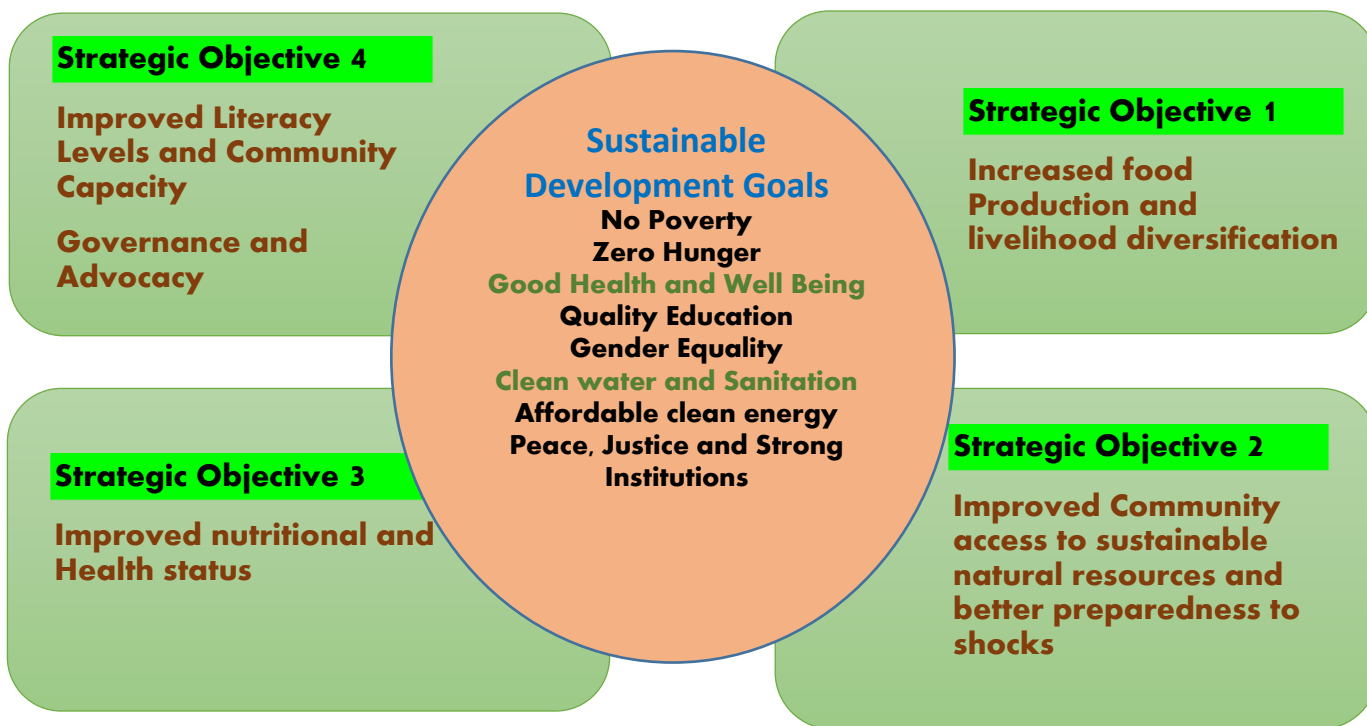 Strategic Objective 4
Improved Literacy
Levels and Community
Capacity
Governance and
Advocacy
Sustainable
Development Goals
No Poverty
Zero Hunger
Good Health and Well Being
Quality Education
Gender Equality
Clean water and Sanitation
Affordable clean energy
Peace, Justice and Strong
Institutions
Strategic Objective 1
Increased food
Production and
livelihood diversification
Strategic Objective 3
Improved nutritional and
Health status
Strategic Objective 2
Improved Community
access to sustainable
natural resources and
better preparedness to
shocks